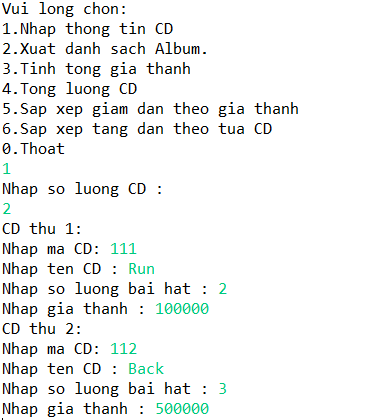 Vui long chon:
1.Nhap thong tin CD
2.Xuat danh sach Album.
3.Tinh tong gia thanh
4.Tong luong CD
5.Sap xep giam dan theo gia thanh
6.Sap xep tang dan theo tua CD
0.Thoat
1
Nhap so luong CD :
2
CD thu 1:
Nhap ma CD: 111
Nhap ten CD : Run
Nhap so luong bai hat : 2
Nhap gia thanh : 100000
CD thu 2:
Nhap ma CD: 112
Nhap ten CD : Back
Nhap so luong bai hat : 3
Nhap gia thanh : 500000